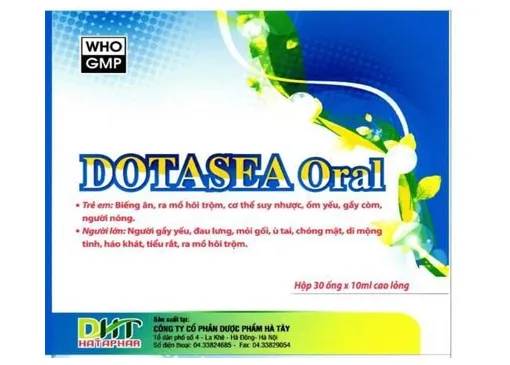 WHO
GMP
DOTASEA Oral
• Trẻ em: Biếng ăn, ra mồ hôi trộm, cơ thể suy nhược, ốm yếu, gầy còm,
người nóng.
• Người lớn: Người gầy yếu, đau lưng, mỏi gối, ù tai, chóng mặt, di mộng
tinh, háo khát, tiểu rắt, ra mồ hôi trộm.
Hộp 30 ống x 10ml cao lỏng
DHT
HATAPHAR
Sản xuất tại:
CÔNG TY CỔ PHẦN DƯỢC PHẨM HÀ TÂY
Tổ dân phố số 4 - La Khê - Hà Đông- Hà Nội
Số điện thoại: 04.33824685 - Fax: 04.33829054